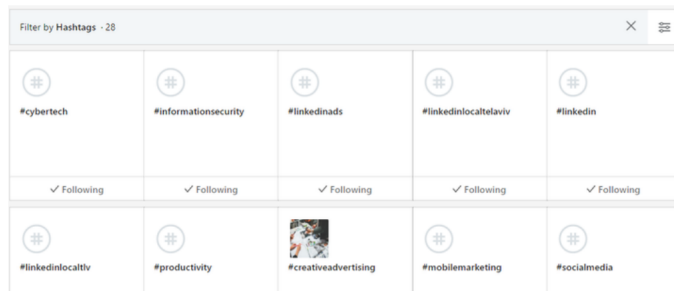 Filter by Hashtags · 28
#cybertech #informationsecurity #linkedinads #linkedinlocaltelaviv #linkedin
Following Following Following Following Following
#linkedinlocaltlv #productivity #creativeadvertising #mobilemarketing #socialmedia